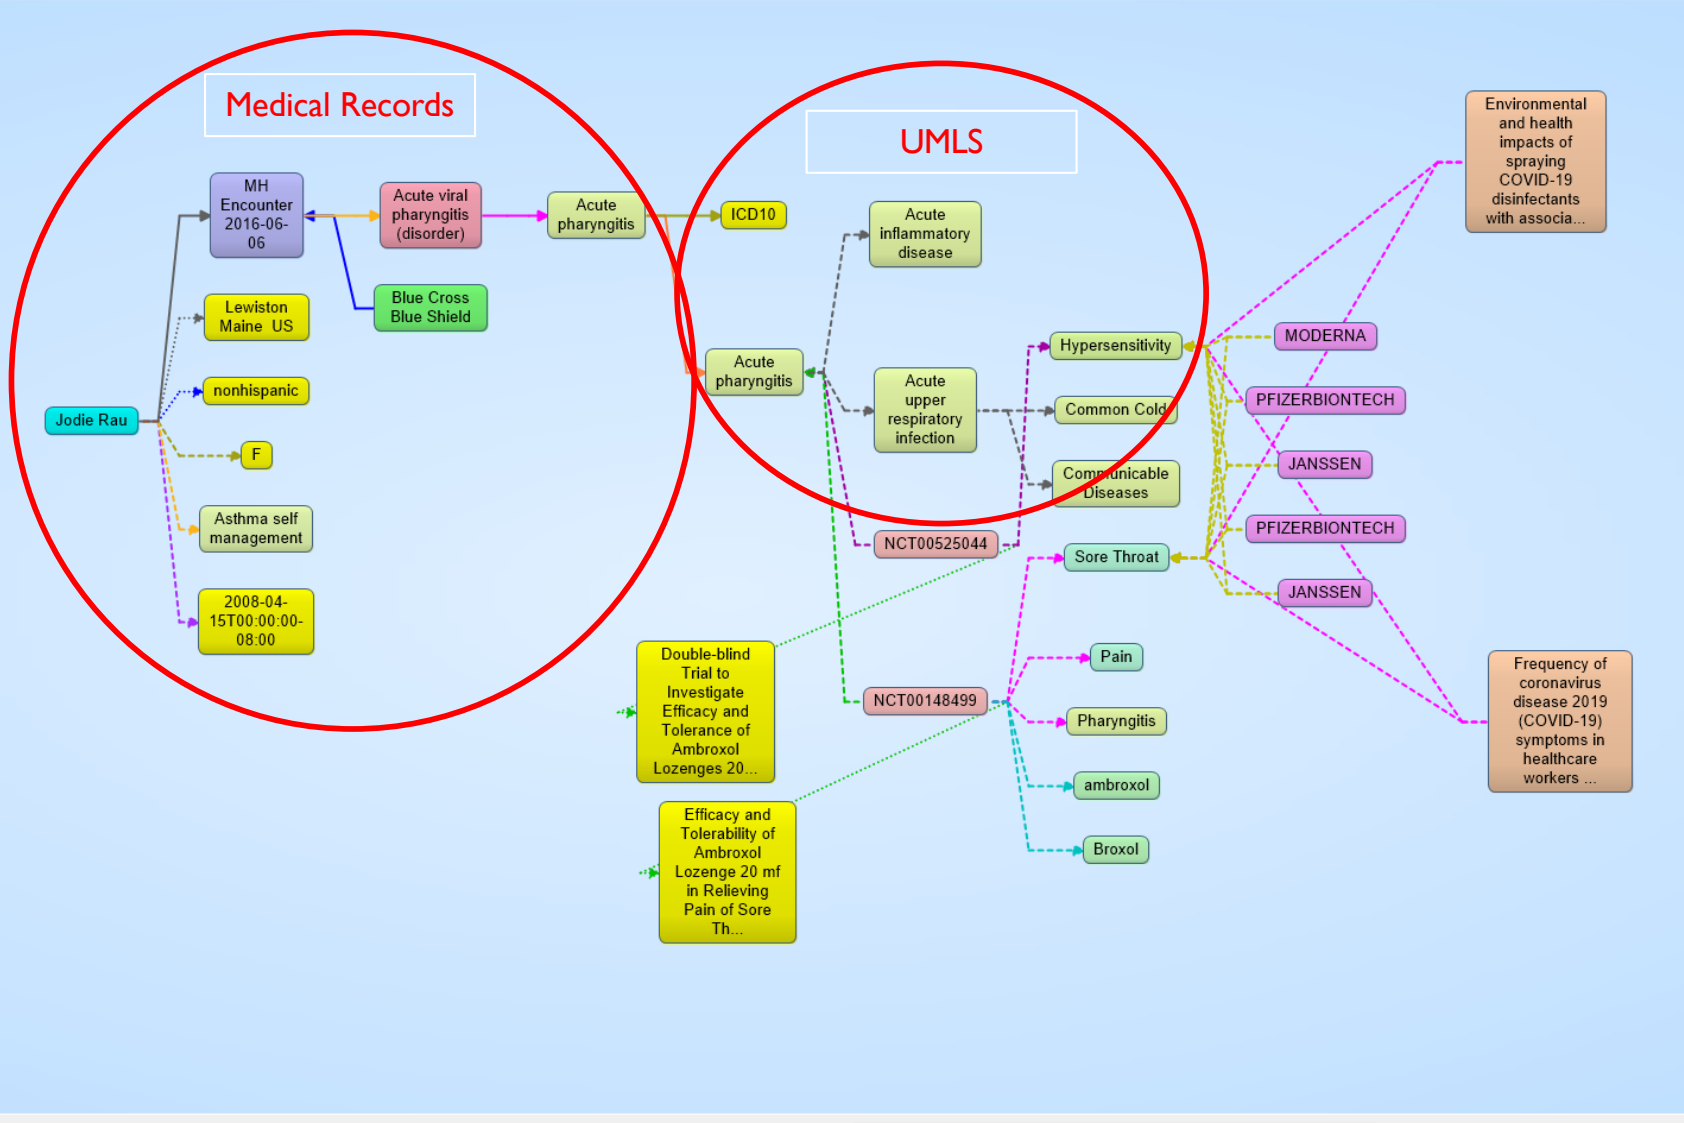 Medical Records
MH
Encounter
2016-06-
06
Acute viral
pharyngitis
(disorder)
Acute
pharyngitis
Blue Cross
Blue Shield
Lewiston
Maine US
nonhispanic
Jodie Rau
F
Asthma self
management
2008-04-
15T00:00:00-
08:00
UMLS
ICD10
Acute
inflammatory
disease
Acute
pharyngitis
Acute
upper
respiratory
infection
Hypersensitivity
Common Cold
Communicable
Diseases
NCT00525044
Sore Throat
Double-blind
Trial to
Investigate
Efficacy and
Tolerance of
Ambroxol
Lozenges 20...
NCT00148499
Pain
Pharyngitis
ambroxol
Broxol
Efficacy and
Tolerability of
Ambroxol
Lozenge 20 mf
in Relieving
Pain of Sore
Th...
MODERNA
PFIZERBIONTECH
JANSSEN
PFIZERBIONTECH
JANSSEN
Environmental
and health
impacts of
spraying
COVID-19
disinfectants
with associa...
Frequency of
coronavirus
disease 2019
(COVID-19)
symptoms in
healthcare
workers ...